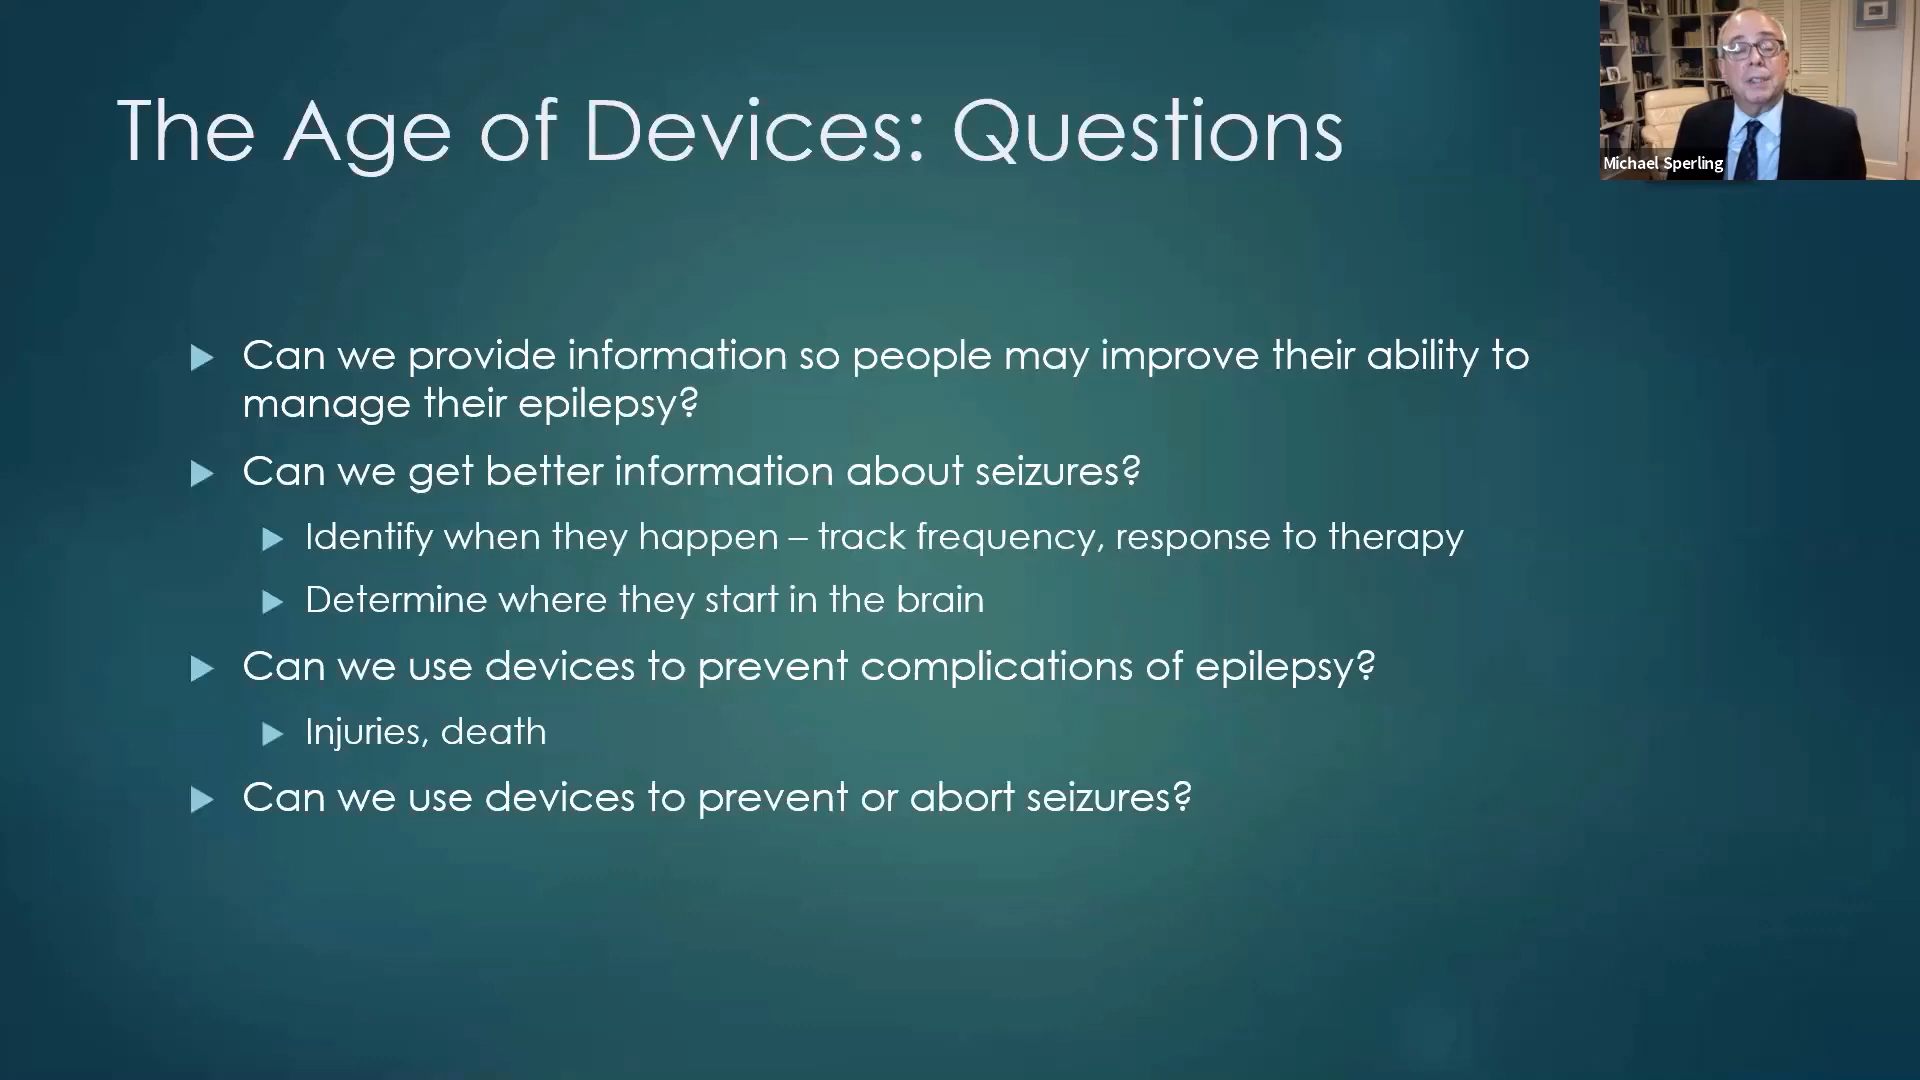 The Age of Devices: Questions
Michael Sperling
Can we provide information so people may improve their ability to
manage their epilepsy?
Can we get better information about seizures?
Identify when they happen – track frequency, response to therapy
Determine where they start in the brain
Can we use devices to prevent complications of epilepsy?
Injuries, death
Can we use devices to prevent or abort seizures?